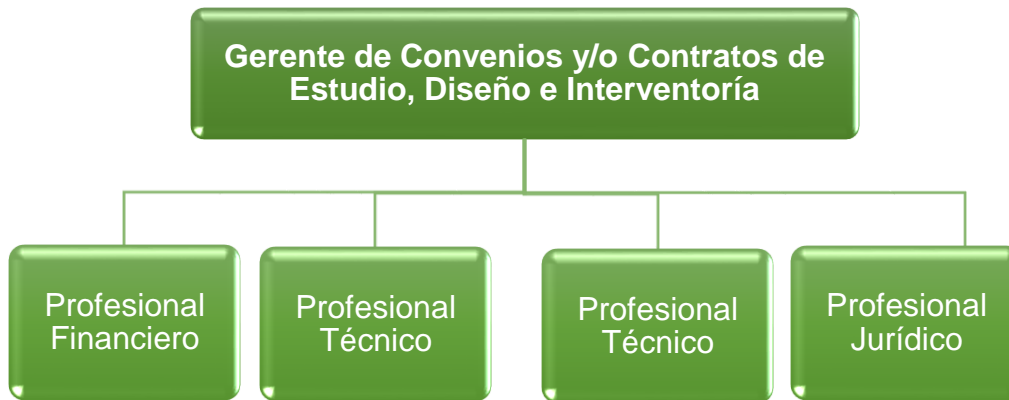 Gerente de Convenios y/o Contratos de
Estudio, Diseño e Interventoría
Profesional
Financiero
Profesional
Técnico
Profesional
Técnico
Profesional
Jurídico